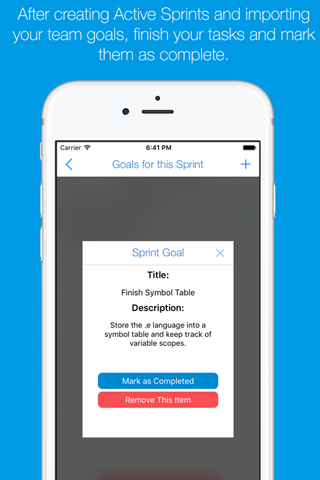 After creating Active Sprints and importing
your team goals, finish your tasks and mark
them as complete.
Carrier 6:41 PM
Goals for this Sprint +
Sprint Goal
Title:
Finish Symbol Table
Description:
Store the .e language into a
symbol table and keep track of
variable scopes.
Mark as Completed
Remove This Item